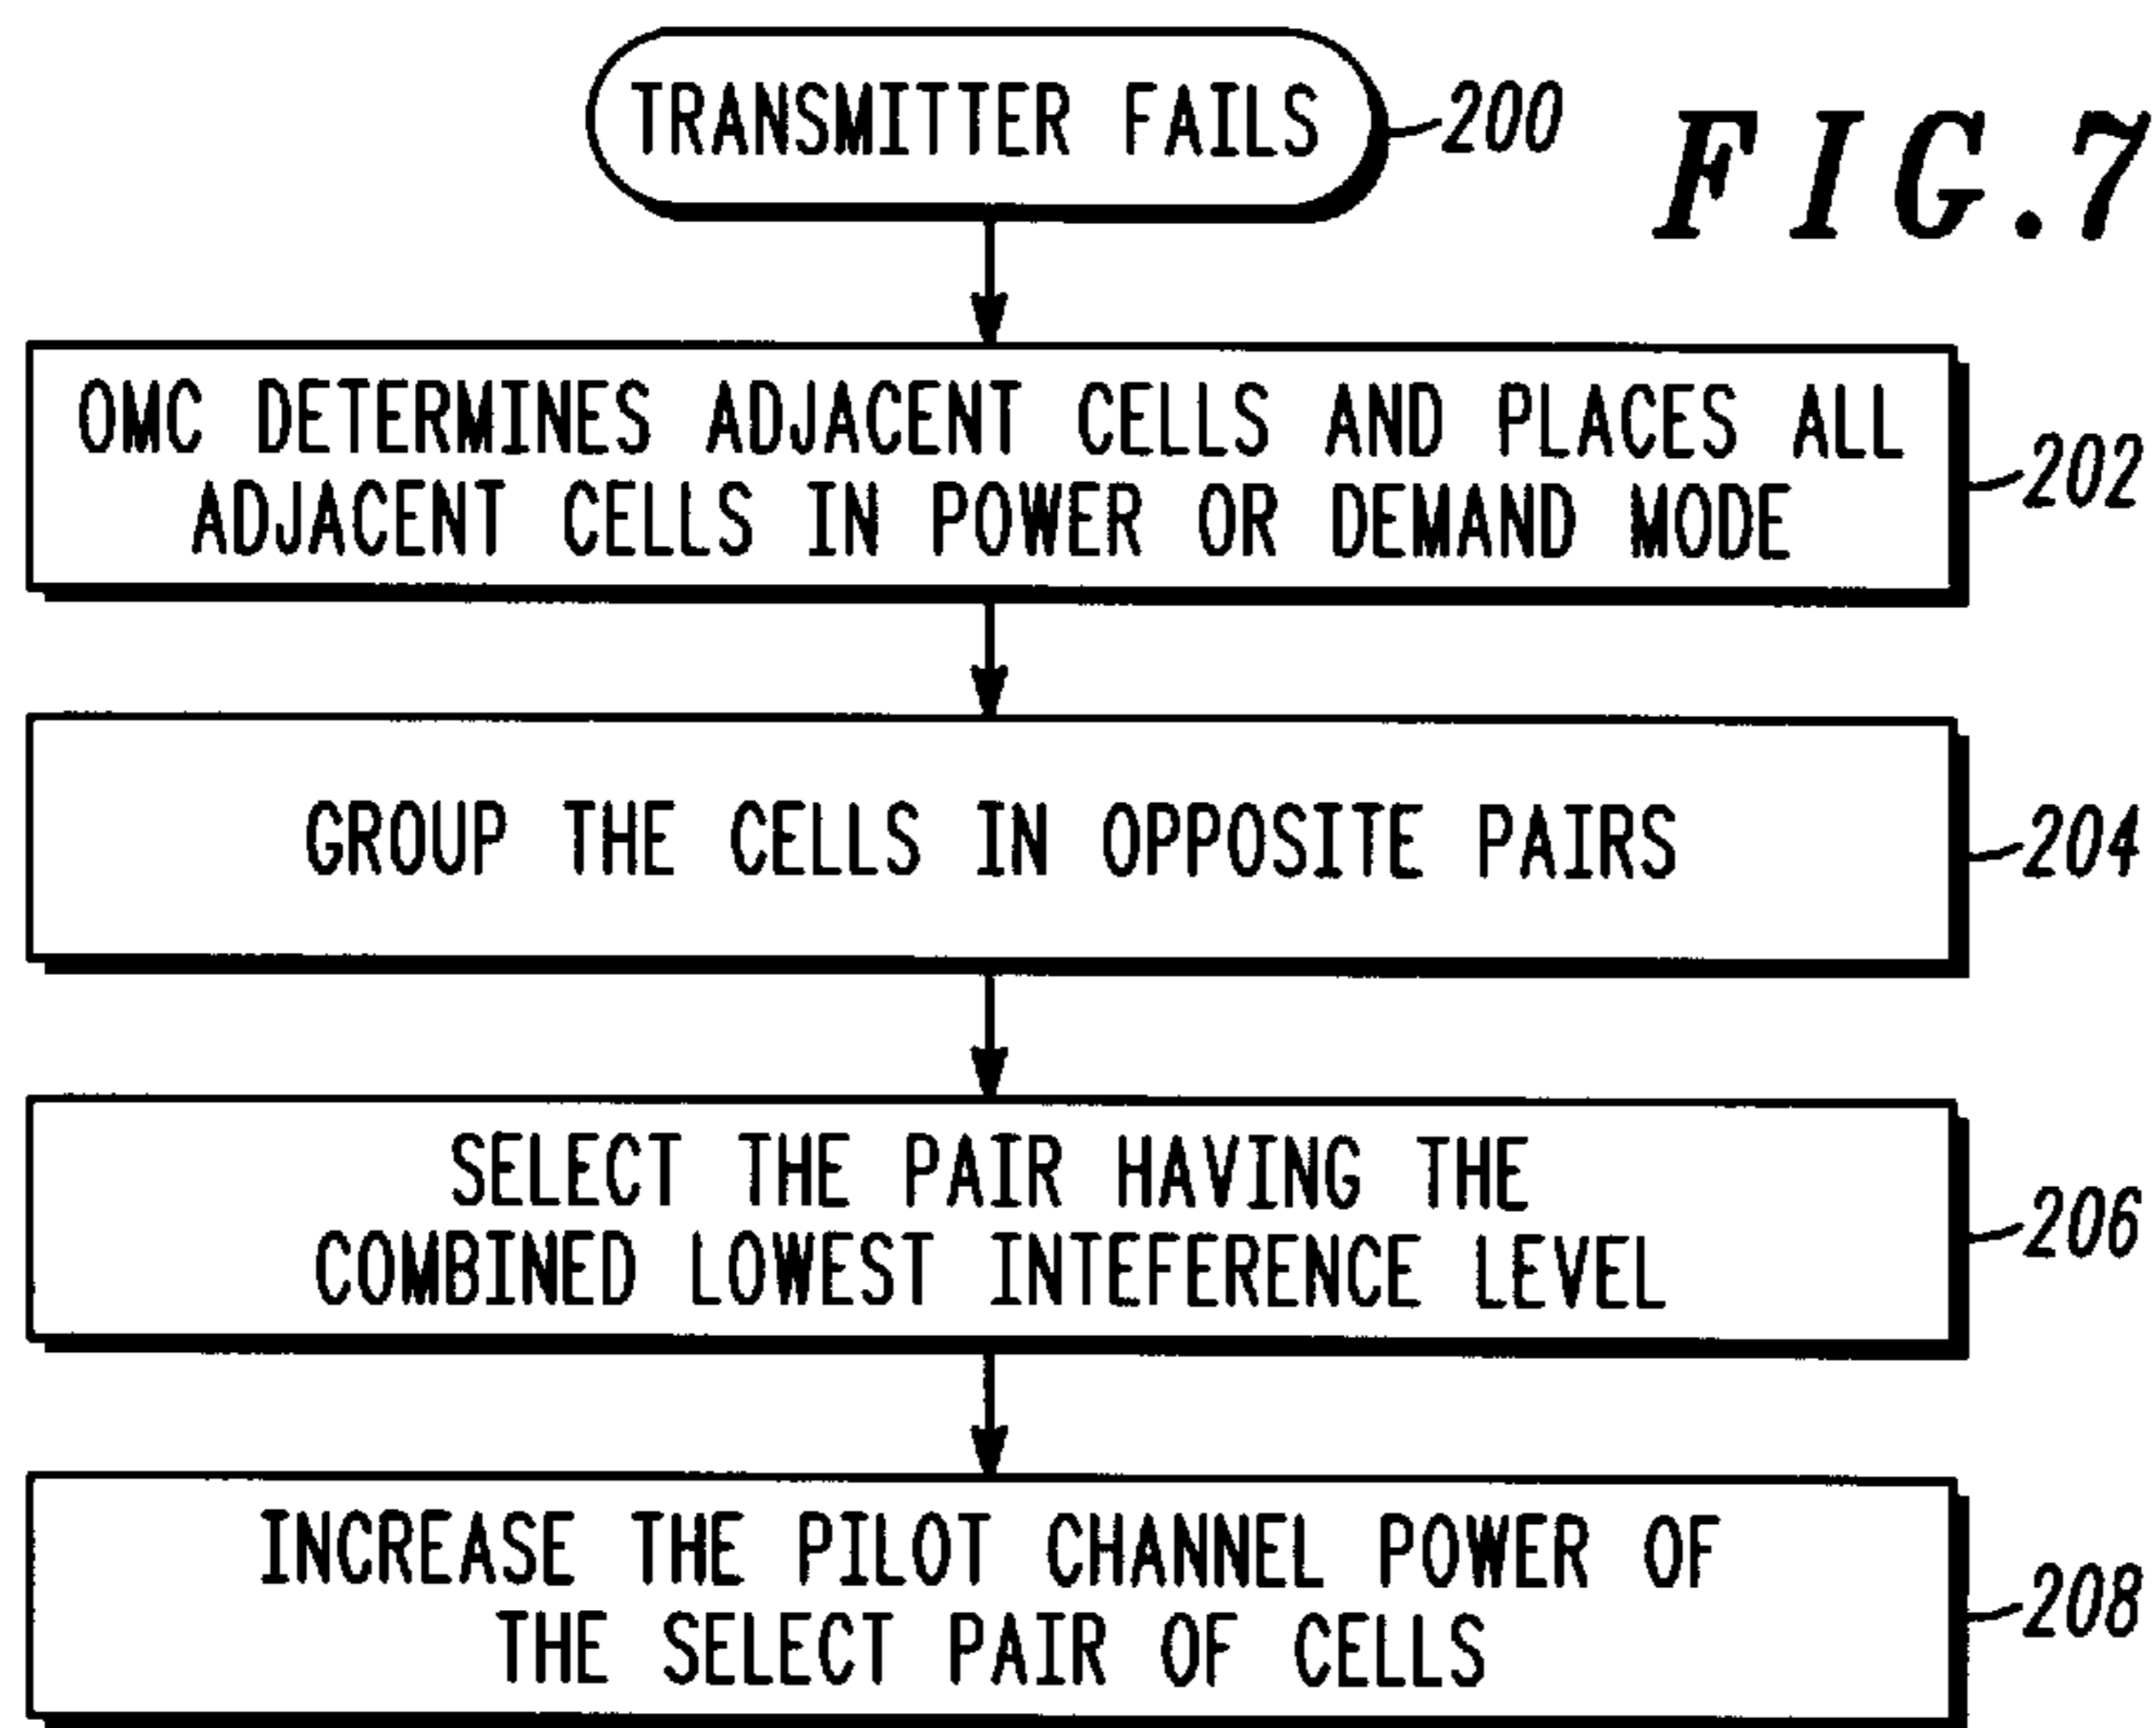 TRANSMITTER FAILS
200
FIG.7
OMC DETERMINES ADJACENT CELLS AND PLACES ALL
ADJACENT CELLS IN POWER OR DEMAND MODE
202
GROUP THE CELLS IN OPPOSITE PAIRS
204
SELECT THE PAIR HAVING THE
COMBINED LOWEST INTEFERENCE LEVEL
206
INCREASE THE PILOT CHANNEL POWER OF
THE SELECT PAIR OF CELLS
208